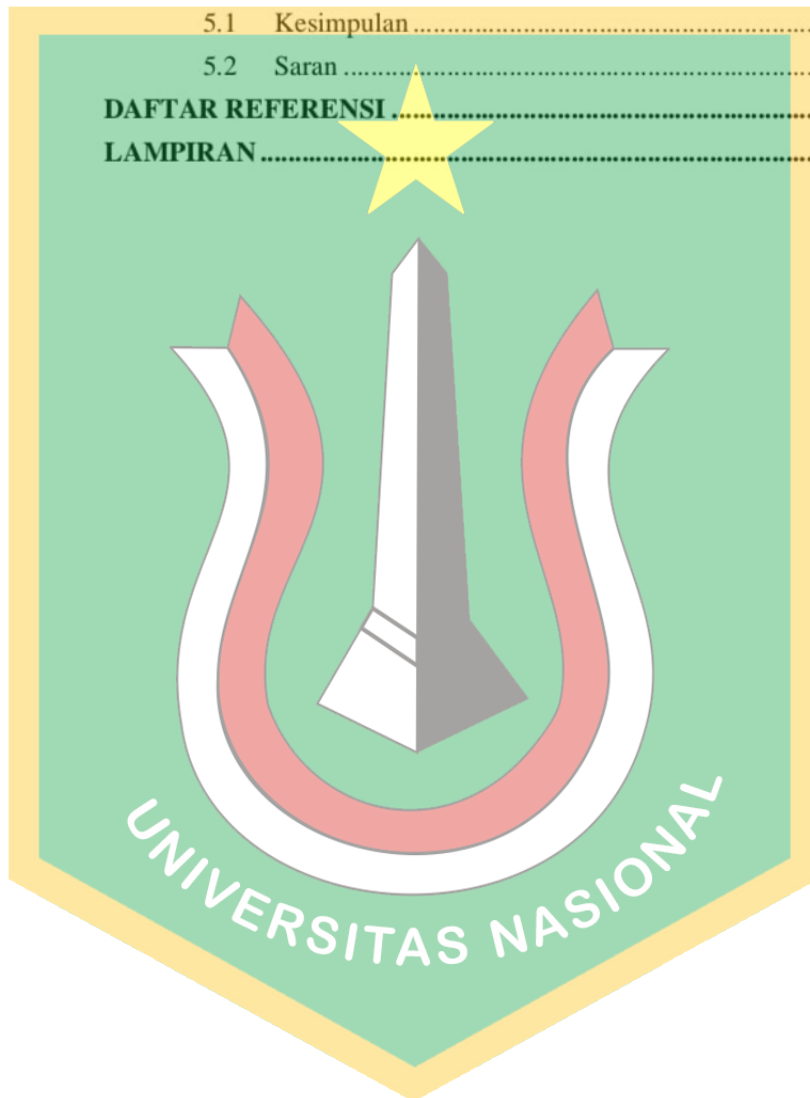 5.1 Kesimpulan ................................................................
5.2 Saran ................................................................
DAFTAR REFERENSI ................................................................
LAMPIRAN ................................................................
UNIVERSITAS NASIONAL